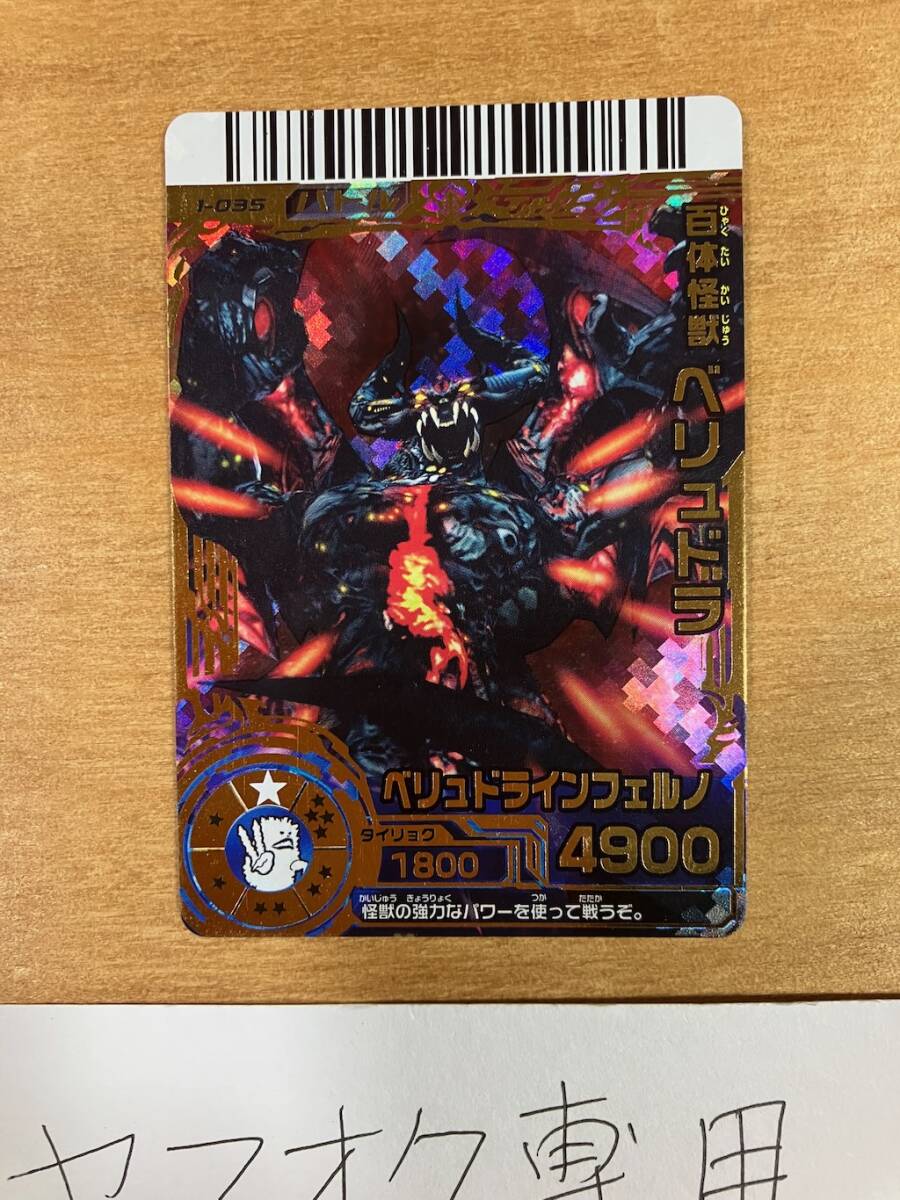 1-035 バトル
百体怪獣 ベリュドラ
ひゃく たい かい じゅう
ベリュドラインフェルノ
タイリョク
1800
4900
かいじゅう きょうりょく つか たたか
怪獣の強力なパワーを使って戦うぞ。
ヤフオク専用